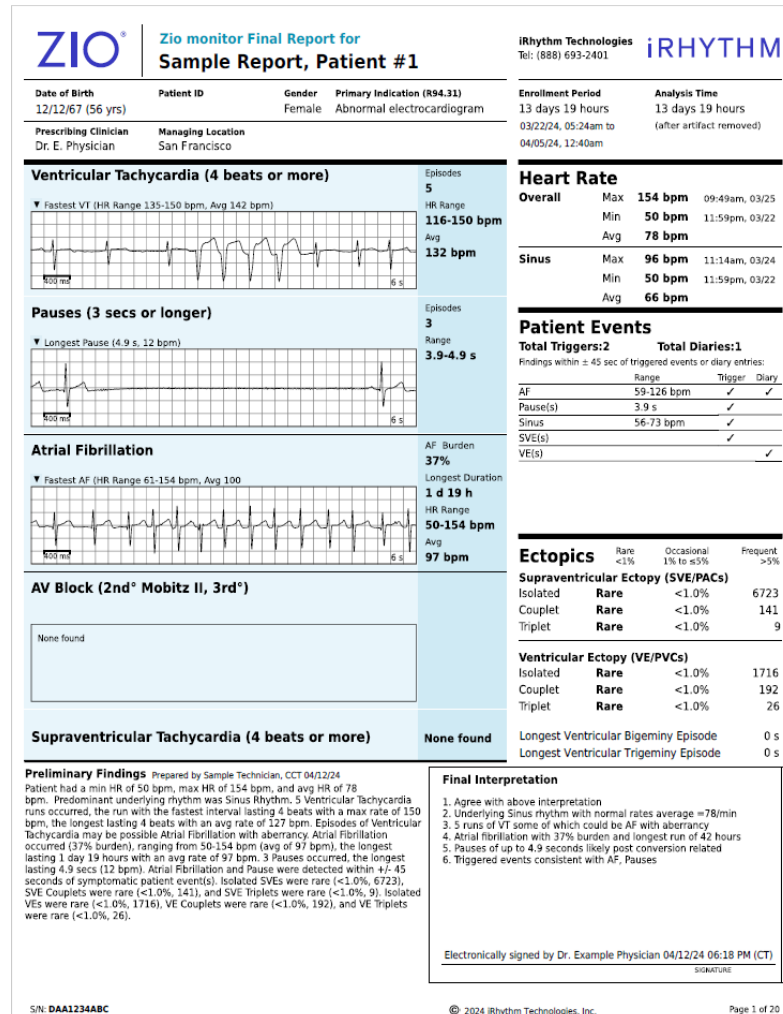 ZIO®
Zio monitor Final Report for
Sample Report, Patient #1
iRhythm Technologies
Tel: (888) 693-2401
iRHYTHM
Date of Birth
12/12/67 (56 yrs)
Patient ID
Gender
Female
Primary Indication (R94.31)
Abnormal electrocardiogram
Prescribing Clinician
Dr. E. Physician
Managing Location
San Francisco
Enrollment Period
13 days 19 hours
03/22/24, 05:24am to
04/05/24, 12:40am
Analysis Time
13 days 19 hours
(after artifact removed)
Ventricular Tachycardia (4 beats or more)
▼ Fastest VT (HR Range 135-150 bpm, Avg 142 bpm)
400 ms
6 s
Episodes
5
HR Range
116-150 bpm
Avg
132 bpm
Pauses (3 secs or longer)
▼ Longest Pause (4.9 s, 12 bpm)
400 ms
6 s
Episodes
3
Range
3.9-4.9 s
Atrial Fibrillation
▼ Fastest AF (HR Range 61-154 bpm, Avg 100
400 ms
6 s
AF Burden
37%
Longest Duration
1 d 19 h
HR Range
50-154 bpm
Avg
97 bpm
AV Block (2nd° Mobitz II, 3rd°)
None found
Supraventricular Tachycardia (4 beats or more)
None found
Heart Rate
Overall Max 154 bpm 09:49am, 03/25
Min 50 bpm 11:59pm, 03/22
Avg 78 bpm
Sinus Max 96 bpm 11:14am, 03/24
Min 50 bpm 11:59pm, 03/22
Avg 66 bpm
Patient Events
Total Triggers:2 Total Diaries:1
Findings within ± 45 sec of triggered events or diary entries:
Range Trigger Diary
AF 59-126 bpm ✓ ✓
Pause(s) 3.9 s ✓
Sinus 56-73 bpm ✓
SVE(s) ✓
VE(s) ✓
Ectopics Rare <1% Occasional 1% to ≤5% Frequent >5%
Supraventricular Ectopy (SVE/PACs)
Isolated Rare <1.0% 6723
Couplet Rare <1.0% 141
Triplet Rare <1.0% 9
Ventricular Ectopy (VE/PVCs)
Isolated Rare <1.0% 1716
Couplet Rare <1.0% 192
Triplet Rare <1.0% 26
Longest Ventricular Bigeminy Episode 0 s
Longest Ventricular Trigeminy Episode 0 s
Preliminary Findings Prepared by Sample Technician, CCT 04/12/24
Patient had a min HR of 50 bpm, max HR of 154 bpm, and avg HR of 78
bpm. Predominant underlying rhythm was Sinus Rhythm. 5 Ventricular Tachycardia
runs occurred, the run with the fastest interval lasting 4 beats with a max rate of 150
bpm, the longest lasting 4 beats with an avg rate of 127 bpm. Episodes of Ventricular
Tachycardia may be possible Atrial Fibrillation with aberrancy. Atrial Fibrillation
occurred (37% burden), ranging from 50-154 bpm (avg of 97 bpm), the longest
lasting 1 day 19 hours with an avg rate of 97 bpm. 3 Pauses occurred, the longest
lasting 4.9 secs (12 bpm). Atrial Fibrillation and Pause were detected within +/- 45
seconds of symptomatic patient event(s). Isolated SVEs were rare (<1.0%, 6723),
SVE Couplets were rare (<1.0%, 141), and SVE Triplets were rare (<1.0%, 9). Isolated
VEs were rare (<1.0%, 1716), VE Couplets were rare (<1.0%, 192), and VE Triplets
were rare (<1.0%, 26).
Final Interpretation
1. Agree with above interpretation
2. Underlying Sinus rhythm with normal rates average =78/min
3. 5 runs of VT some of which could be AF with aberrancy
4. Atrial fibrillation with 37% burden and longest run of 42 hours
5. Pauses of up to 4.9 seconds likely post conversion related
6. Triggered events consistent with AF, Pauses
Electronically signed by Dr. Example Physician 04/12/24 06:18 PM (CT)
SIGNATURE
S/N: DAA1234ABC
© 2024 iRhythm Technologies, Inc.
Page 1 of 20